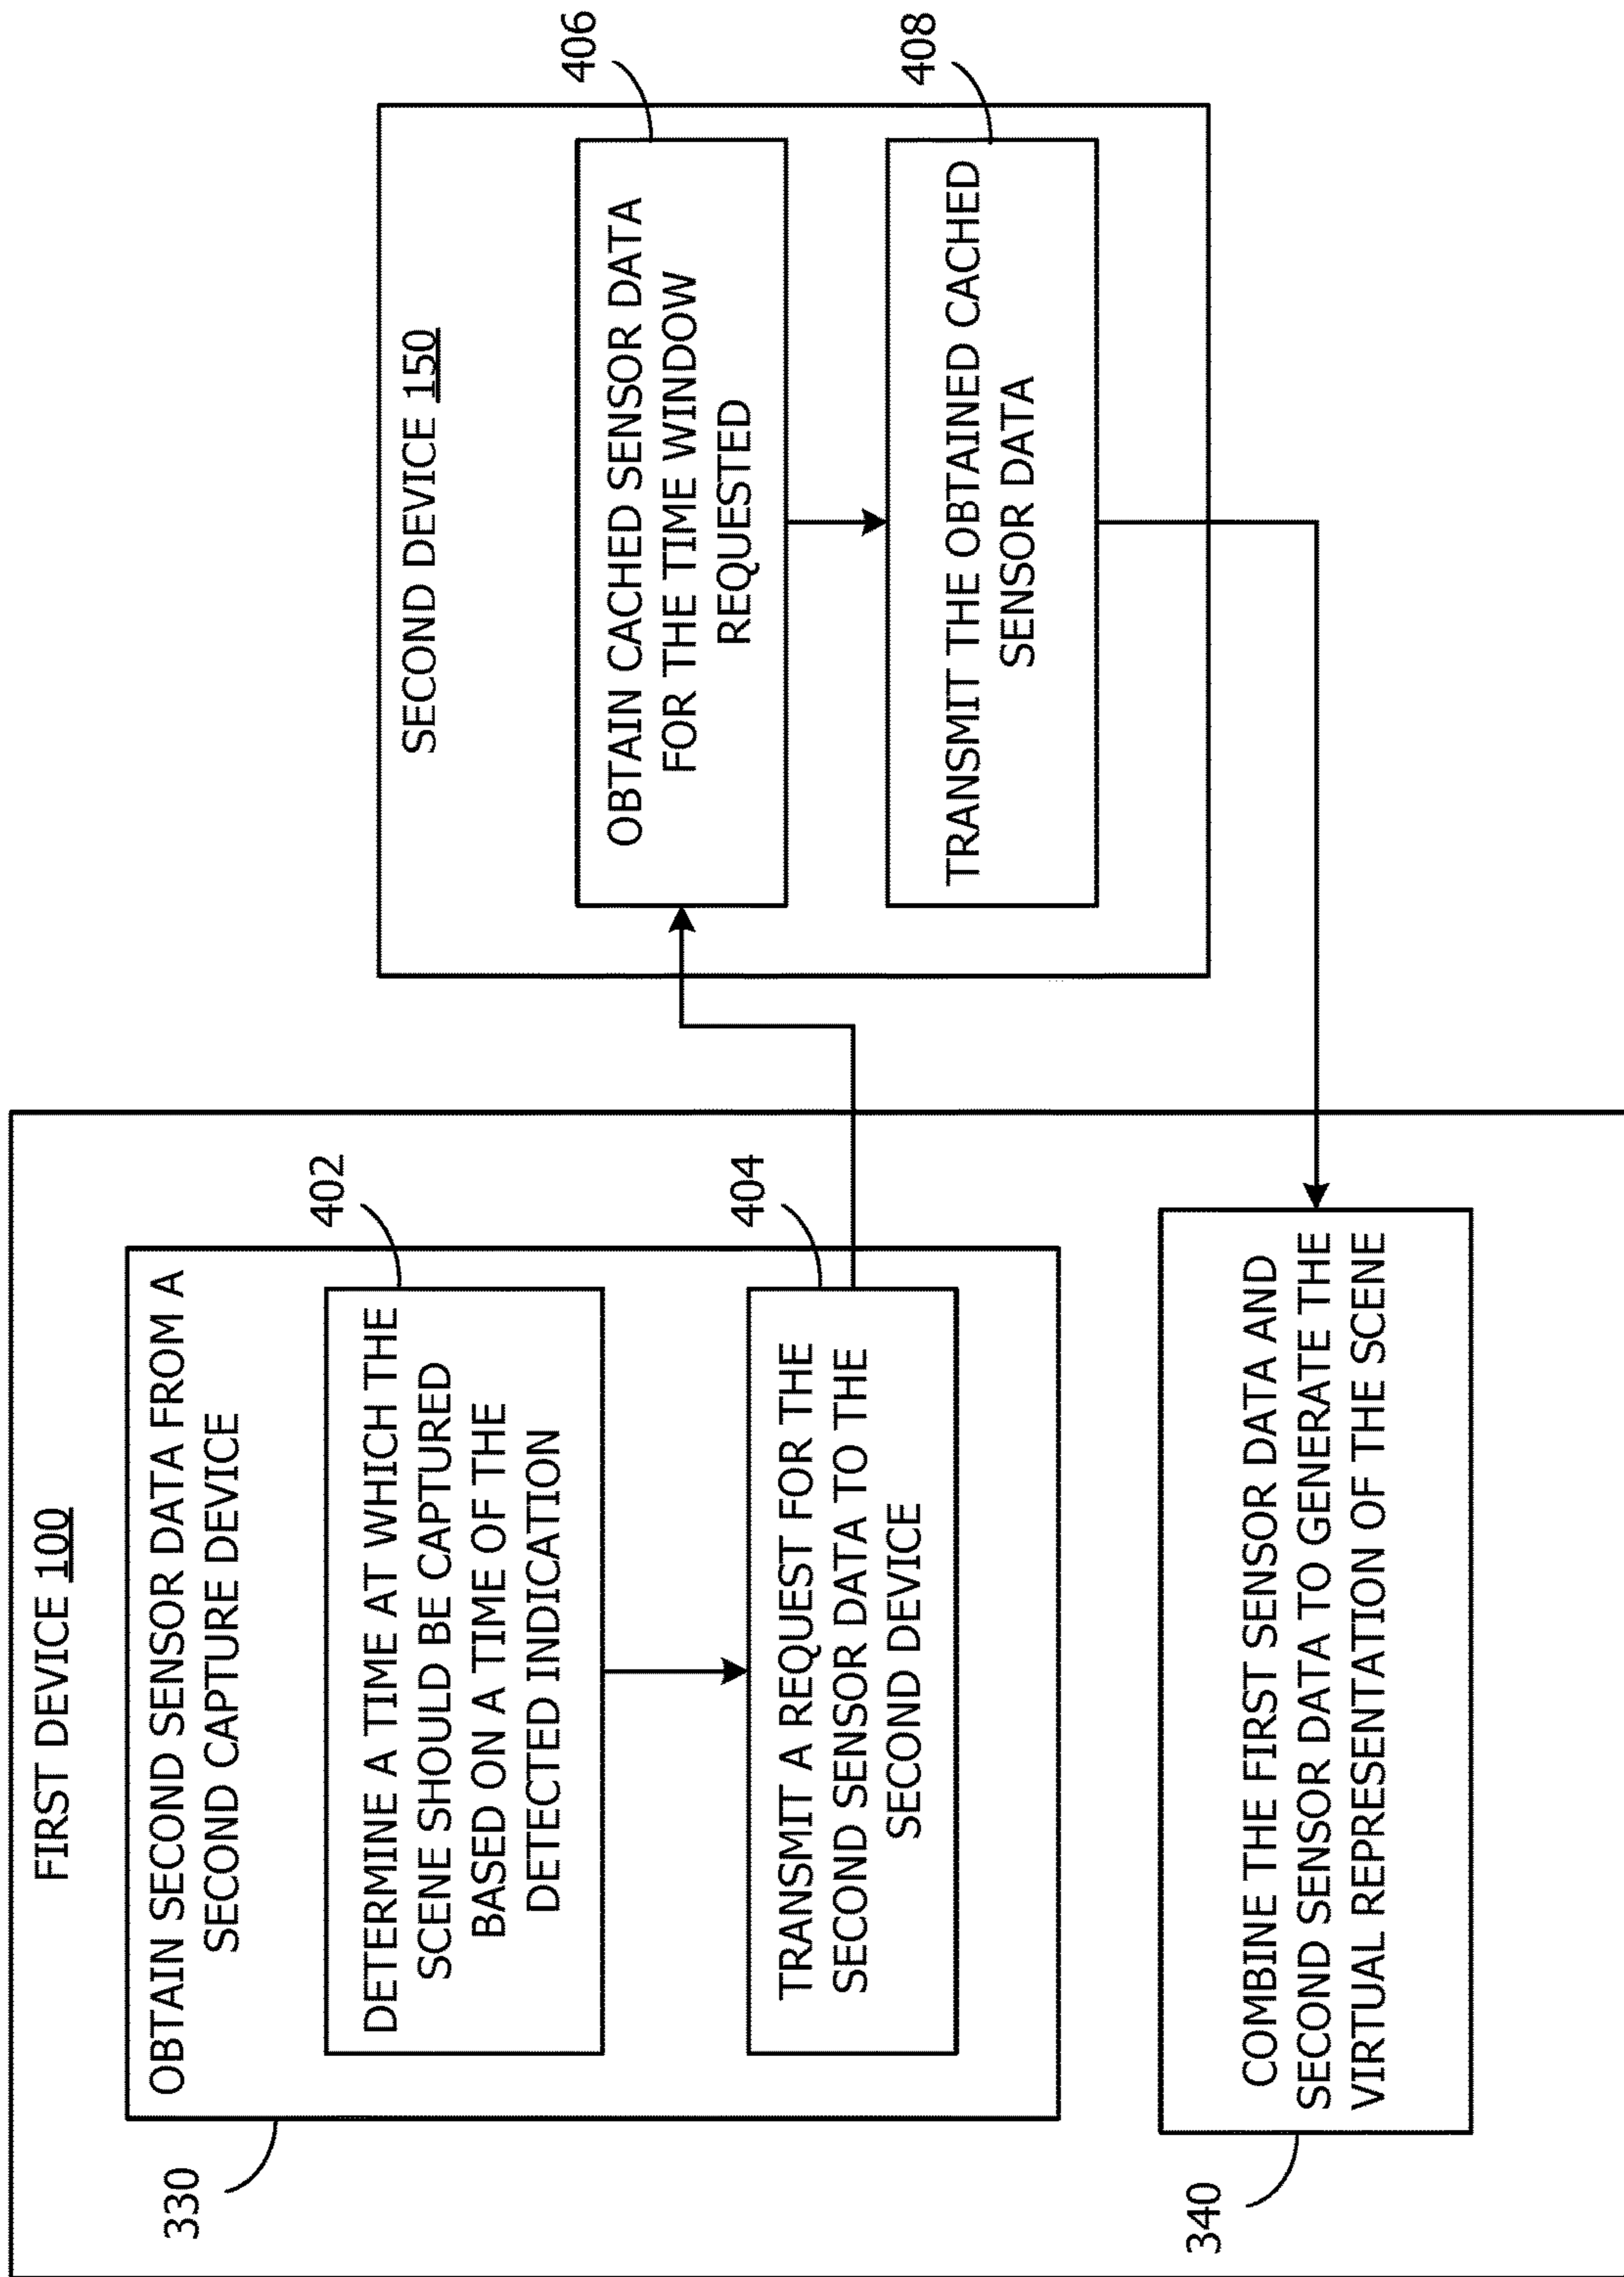 FIRST DEVICE 100
330
OBTAIN SECOND SENSOR DATA FROM A
SECOND CAPTURE DEVICE
402
DETERMINE A TIME AT WHICH THE
SCENE SHOULD BE CAPTURED
BASED ON A TIME OF THE
DETECTED INDICATION
404
TRANSMIT A REQUEST FOR THE
SECOND SENSOR DATA TO THE
SECOND DEVICE
340
COMBINE THE FIRST SENSOR DATA AND
SECOND SENSOR DATA TO GENERATE THE
VIRTUAL REPRESENTATION OF THE SCENE
SECOND DEVICE 150
406
OBTAIN CACHED SENSOR DATA
FOR THE TIME WINDOW
REQUESTED
408
TRANSMIT THE OBTAINED CACHED
SENSOR DATA